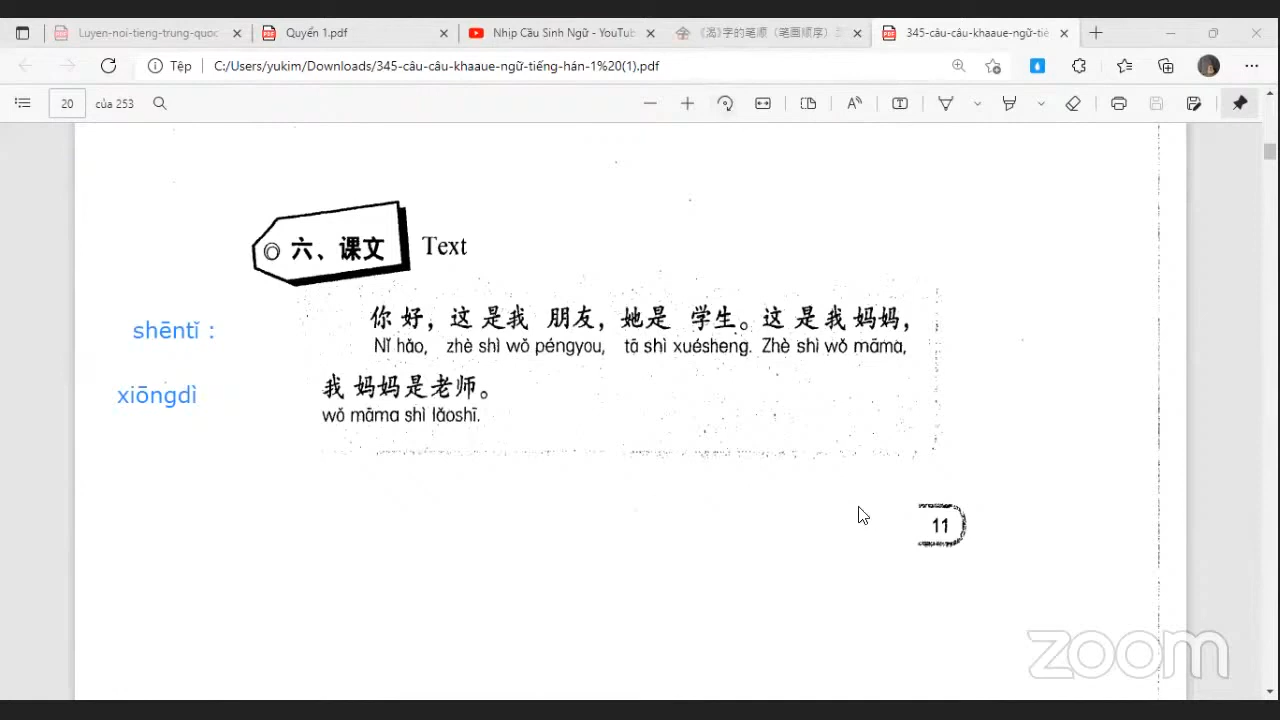 Luyen-noi-tieng-trung-quoc
Quyển 1.pdf
Nhịp Cầu Sinh Ngữ - YouTub
345-câu-câu-khaaue-ngữ-tiế
Tệp
C:/Users/yukim/Downloads/345-câu-câu-khaaue-ngữ-tiếng-hán-1%20(1).pdf
20
của 253
六、课文
Text
你好，这是我 朋友，她是 学生。这是我妈妈，
Nǐ hǎo, zhè shì wǒ péngyou, tā shì xuésheng. Zhè shì wǒ māma,
我妈妈是老师。
wǒ māma shì lǎoshī.
shēntǐ :
xiōngdì
11
zoom